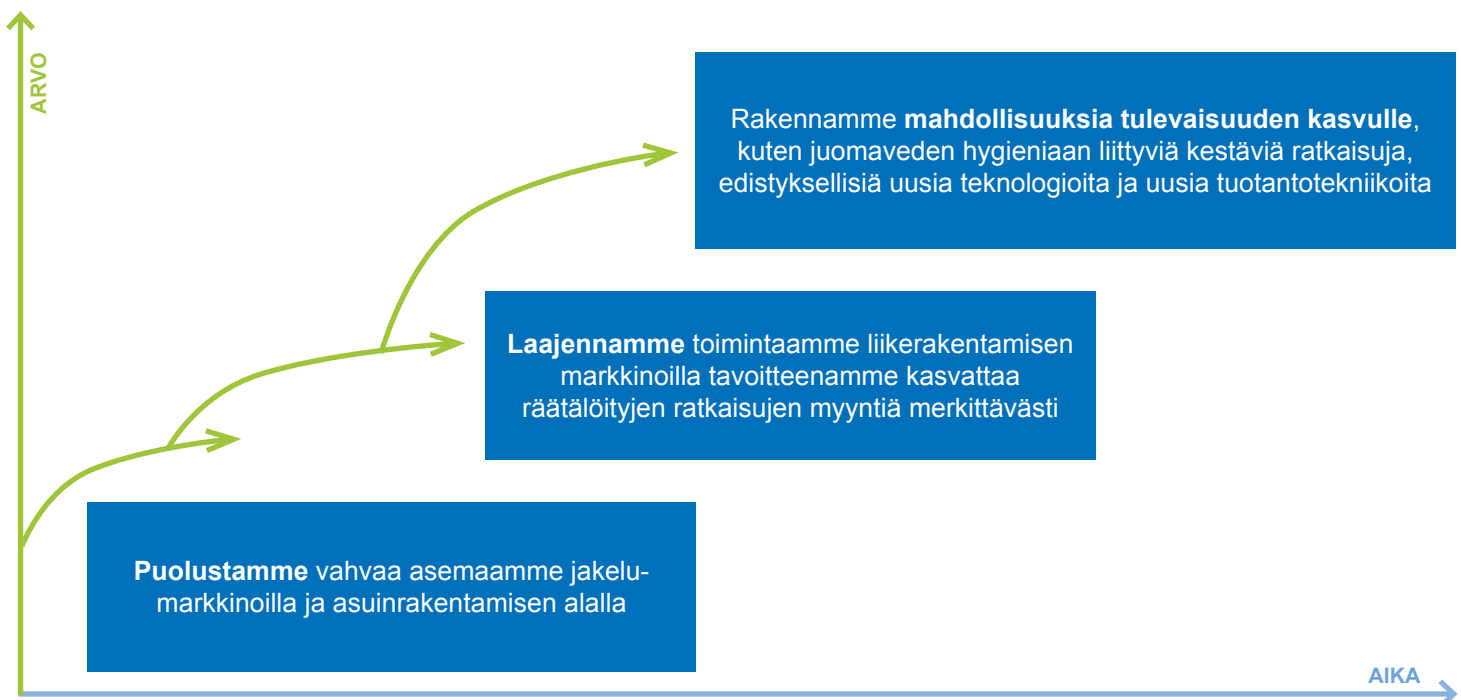 ARVO
Rakennamme mahdollisuuksia tulevaisuuden kasvulle,
kuten juomaveden hygieniaan liittyviä kestäviä ratkaisuja,
edistyksellisiä uusia teknologioita ja uusia tuotantotekniikoita
Laajennamme toimintaamme liikerakentamisen
markkinoilla tavoitteenamme kasvattaa
räätälöityjen ratkaisujen myyntiä merkittävästi
Puolustamme vahvaa asemaamme jakelu-
markkinoilla ja asuinrakentamisen alalla
AIKA